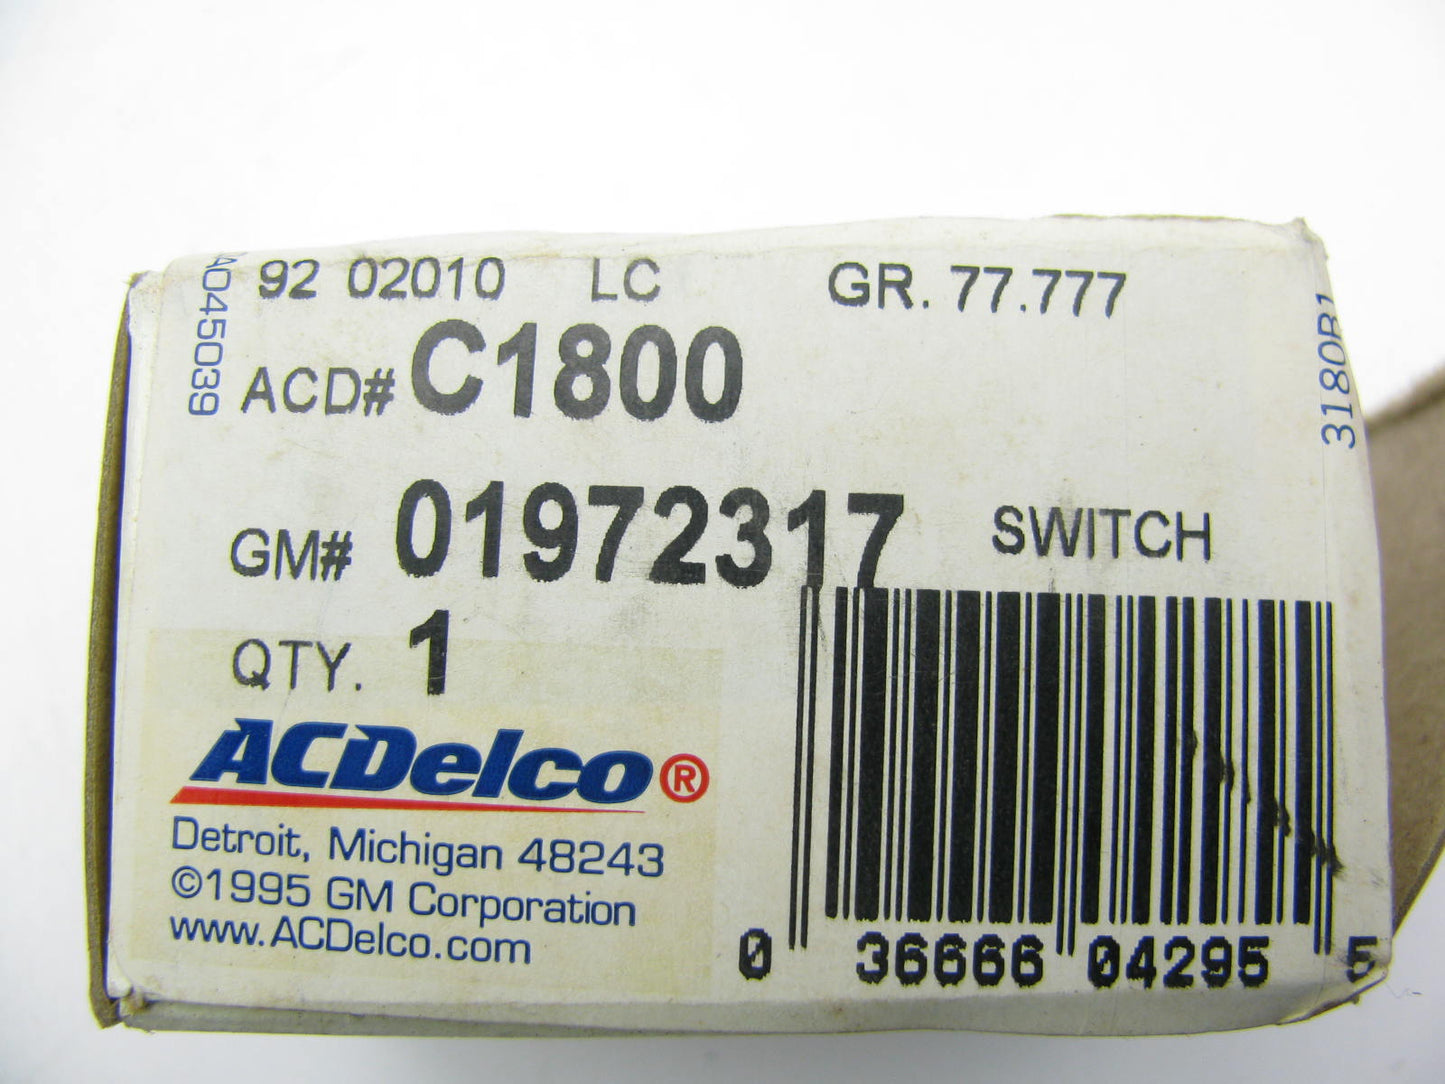 92 02010 LC GR. 77.777
ACD# C1800
GM# 01972317 SWITCH
QTY. 1
ACDelco®
Detroit, Michigan 48243
©1995 GM Corporation
www.ACDelco.com
0 36666 04295 5
A045039
3180B1